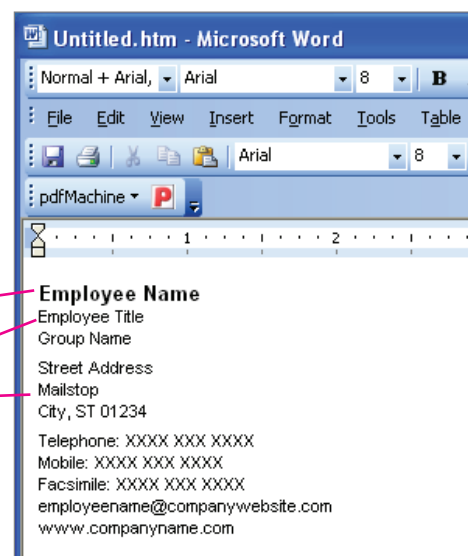 Untitled.htm - Microsoft Word
Normal + Arial, Arial 8 B
File Edit View Insert Format Tools Table
Arial 8
pdfMachine P
1 2
Employee Name
Employee Title
Group Name
Street Address
Mailstop
City, ST 01234
Telephone: XXXX XXX XXXX
Mobile: XXXX XXX XXXX
Facsimile: XXXX XXX XXXX
employeename@companywebsite.com
www.companyname.com